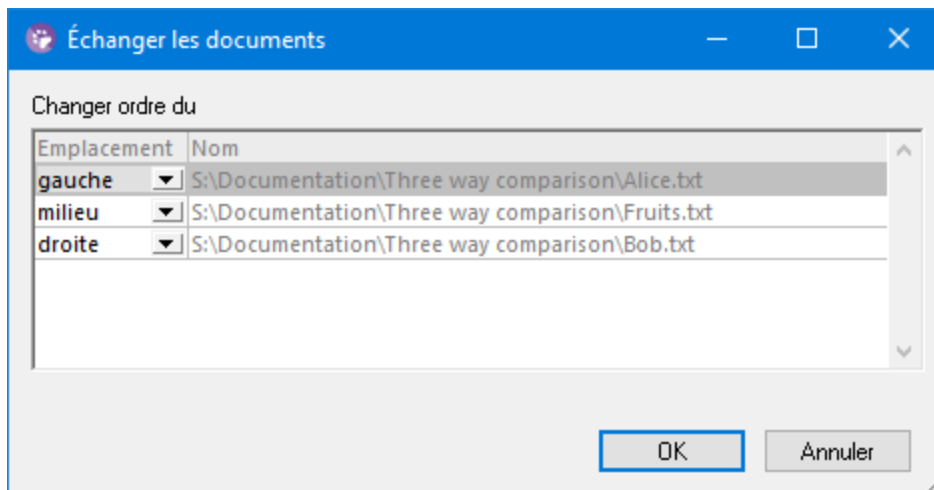 Échanger les documents
Changer ordre du
Emplacement Nom
gauche S:\Documentation\Three way comparison\Alice.txt
milieu S:\Documentation\Three way comparison\Fruits.txt
droite S:\Documentation\Three way comparison\Bob.txt
OK Annuler